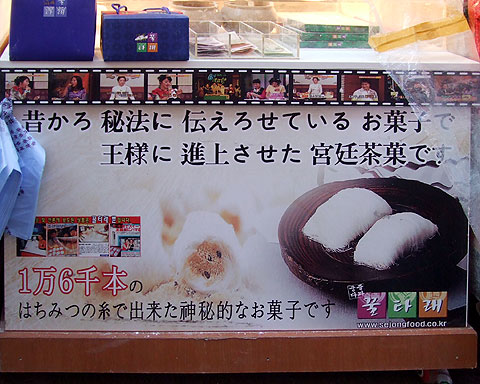 昔かろ 秘法に 伝えろせている お菓子で
王様に 進上させた 宮廷茶菓です
1万6千本の
はちみつの糸で出来た神秘的なお菓子です
꿀타래
www.sejongfood.co.kr